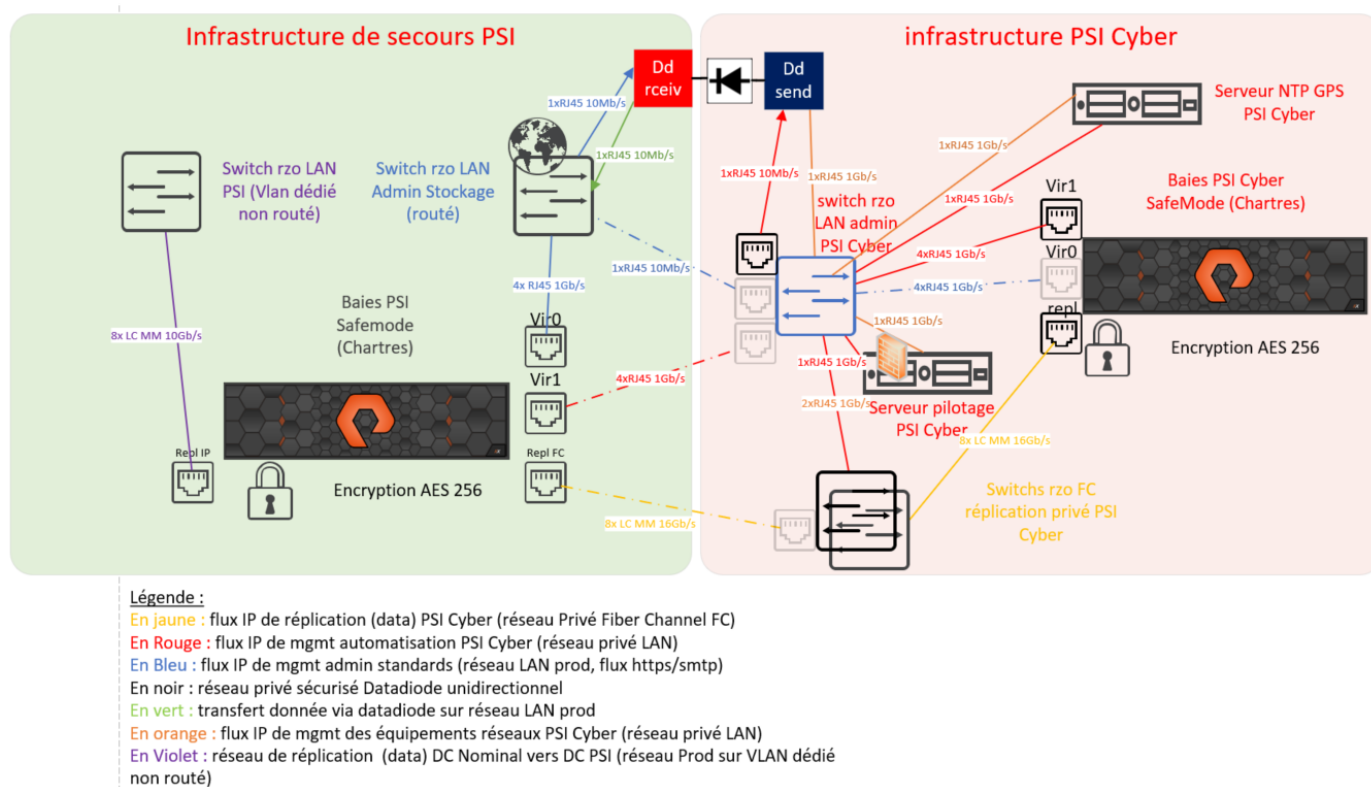 Infrastructure de secours PSI
infrastructure PSI Cyber
Dd
rceiv
Dd
send
Serveur NTP GPS
PSI Cyber
1xRJ45 10Mb/s
1xRJ45 10Mb/s
1xRJ45 1Gb/s
1xRJ45 10Mb/s
1xRJ45 1Gb/s
1xRJ45 1Gb/s
Switch rzo LAN
PSI (Vlan dédié
non routé)
Switch rzo LAN
Admin Stockage
(routé)
switch rzo
LAN admin
PSI Cyber
Vir1
Baies PSI Cyber
SafeMode (Chartres)
4xRJ45 1Gb/s
Vir0
1xRJ45 10Mb/s
4x RJ45 1Gb/s
4xRJ45 1Gb/s
repl
Baies PSI
Safemode
(Chartres)
8x LC MM 10Gb/s
Vir0
1xRJ45 1Gb/s
Encryption AES 256
1xRJ45 1Gb/s
Vir1
4xRJ45 1Gb/s
2xRJ45 1Gb/s
Serveur pilotage
PSI Cyber
8x LC MM 16Gb/s
Repl IP
Repl FC
Encryption AES 256
8x LC MM 16Gb/s
Switchs rzo FC
réplication privé PSI
Cyber
Légende :
En jaune : flux IP de réplication (data) PSI Cyber (réseau Privé Fiber Channel FC)
En Rouge : flux IP de mgmt automatisation PSI Cyber (réseau privé LAN)
En Bleu : flux IP de mgmt admin standards (réseau LAN prod, flux https/smtp)
En noir : réseau privé sécurisé Datadiode unidirectionnel
En vert : transfert donnée via datadiode sur réseau LAN prod
En orange : flux IP de mgmt des équipements réseaux PSI Cyber (réseau privé LAN)
En Violet : réseau de réplication (data) DC Nominal vers DC PSI (réseau Prod sur VLAN dédié
non routé)